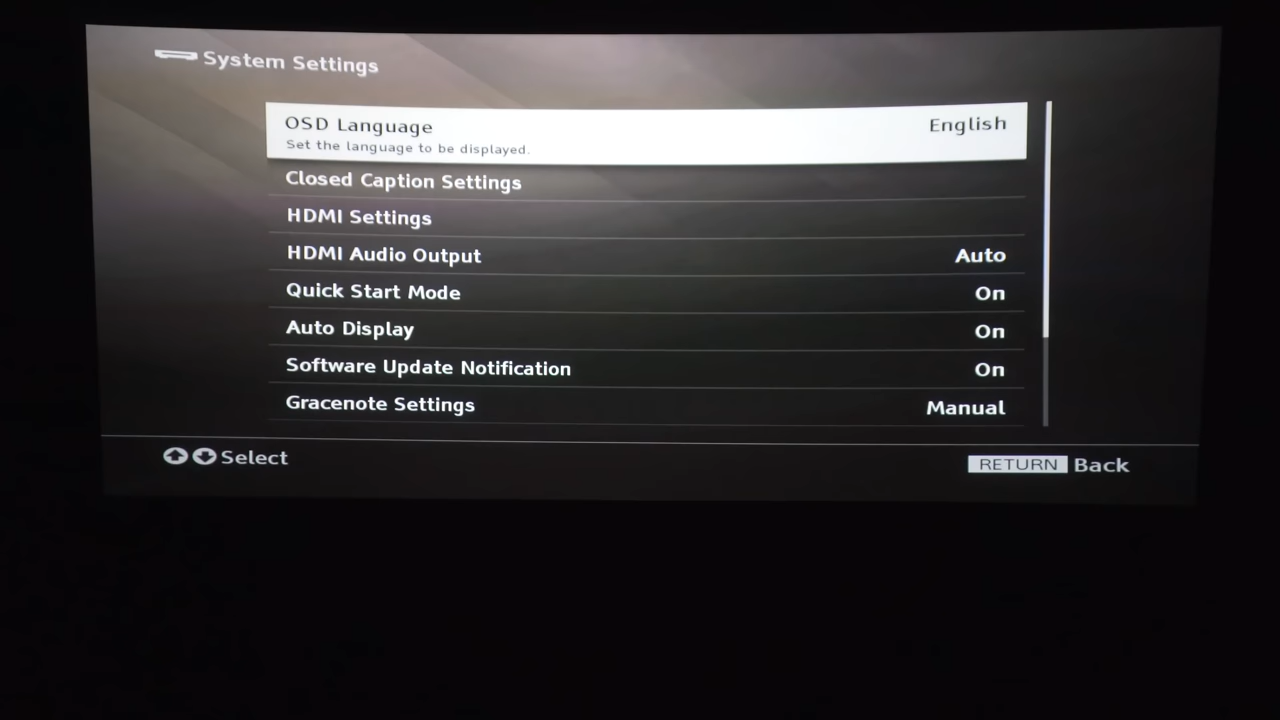 System Settings
OSD Language English
Set the language to be displayed.
Closed Caption Settings
HDMI Settings
HDMI Audio Output Auto
Quick Start Mode On
Auto Display On
Software Update Notification On
Gracenote Settings Manual
Select RETURN Back